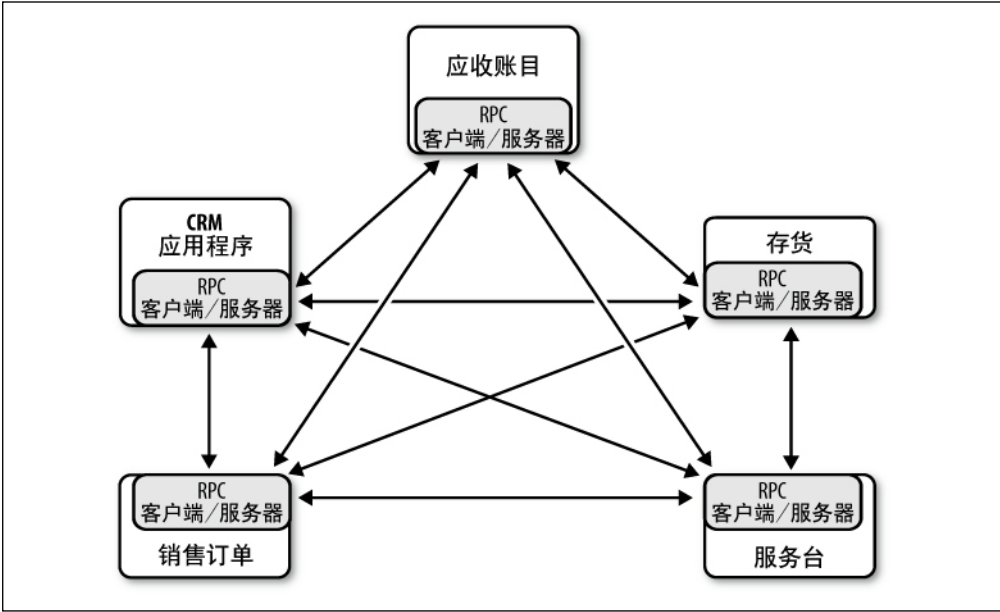 应收账目
RPC
客户端/服务器
CRM
应用程序
RPC
客户端/服务器
存货
RPC
客户端/服务器
RPC
客户端/服务器
销售订单
RPC
客户端/服务器
服务台